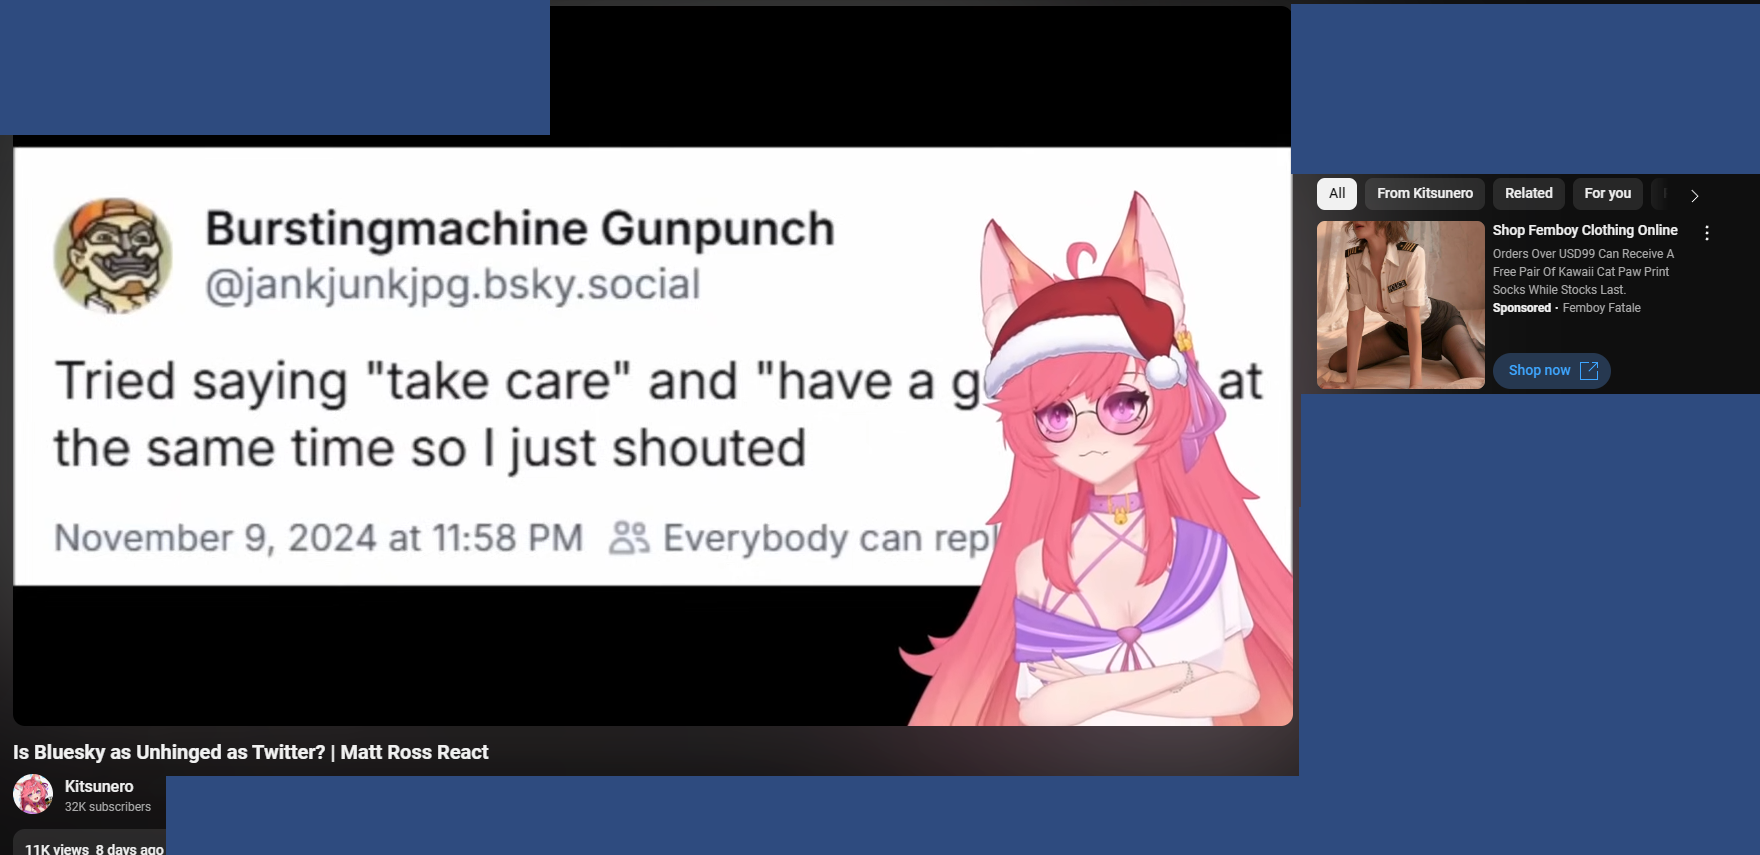 Burstingmachine Gunpunch
@jankjunkjpg.bsky.social
Tried saying "take care" and "have a at
the same time so I just shouted
November 9, 2024 at 11:58 PM Everybody can
Is Bluesky as Unhinged as Twitter? | Matt Ross React
Kitsunero
32K subscribers
11K views 8 days ago
All From Kitsunero Related For you
Shop Femboy Clothing Online
Orders Over USD99 Can Receive A
Free Pair Of Kawaii Cat Paw Print
Socks While Stocks Last.
Sponsored · Femboy Fatale
Shop now